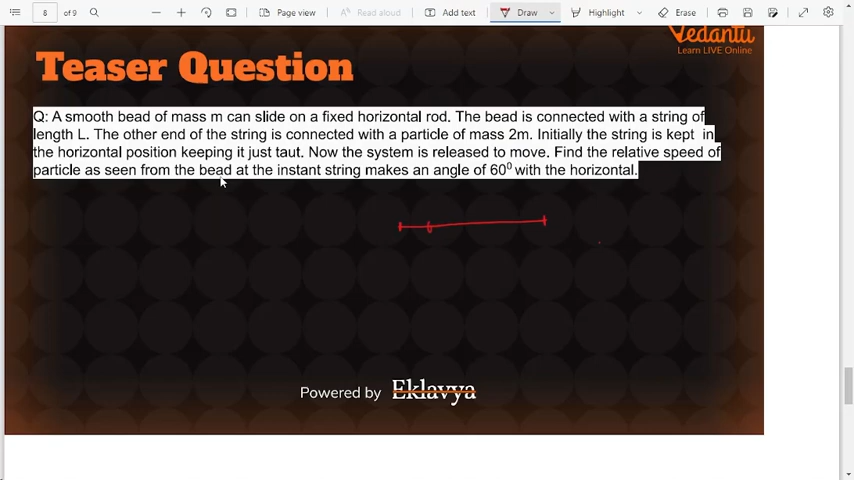 8 of 9
Page view
Read aloud
Add text
Draw
Highlight
Erase
Vedantu
Learn LIVE Online
Teaser Question
Q: A smooth bead of mass m can slide on a fixed horizontal rod. The bead is connected with a string of
length L. The other end of the string is connected with a particle of mass 2m. Initially the string is kept in
the horizontal position keeping it just taut. Now the system is released to move. Find the relative speed of
particle as seen from the bead at the instant string makes an angle of 60⁰ with the horizontal.
Powered by Eklavya